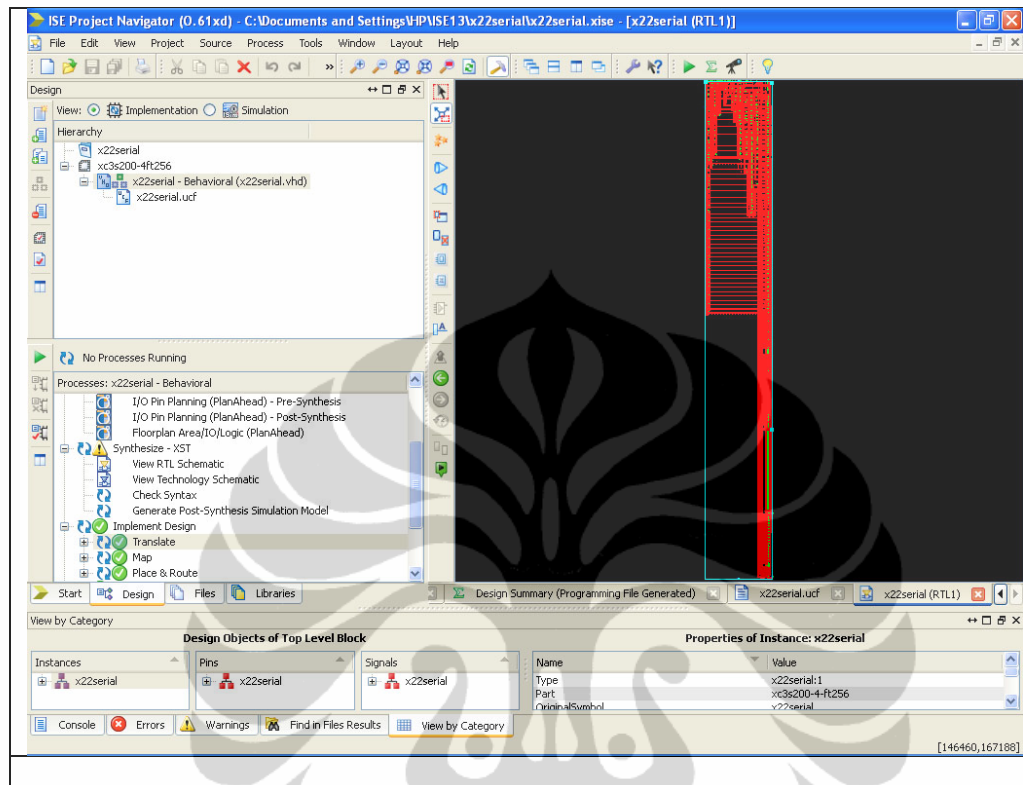 ISE Project Navigator (O.61xd) - C:\Documents and Settings\HP\ISE13\x22serial\x22serial.xise - [x22serial (RTL1)]
File Edit View Project Source Process Tools Window Layout Help
Design
View: Implementation Simulation
Hierarchy
x22serial
xc3s200-4ft256
x22serial - Behavioral (x22serial.vhd)
x22serial.ucf
No Processes Running
Processes: x22serial - Behavioral
I/O Pin Planning (PlanAhead) - Pre-Synthesis
I/O Pin Planning (PlanAhead) - Post-Synthesis
Floorplan Area/IO/Logic (PlanAhead)
Synthesize - XST
View RTL Schematic
View Technology Schematic
Check Syntax
Generate Post-Synthesis Simulation Model
Implement Design
Translate
Map
Place & Route
Start Design Files Libraries
Design Summary (Programming File Generated) x22serial.ucf x22serial (RTL1)
View by Category
Design Objects of Top Level Block Properties of Instance: x22serial
Instances Pins Signals Name Value
x22serial x22serial x22serial Type x22serial:1
Part xc3s200-4-ft256
OriginalSymbol x22serial
Console Errors Warnings Find in Files Results View by Category
[146460,167188]